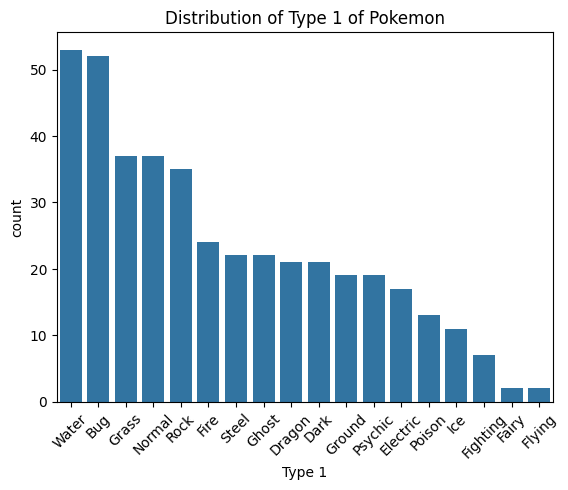 Distribution of Type 1 of Pokemon
count
50
40
30
20
10
0
Water
Bug
Grass
Normal
Rock
Fire
Steel
Ghost
Dragon
Dark
Ground
Psychic
Electric
Poison
Ice
Fighting
Fairy
Flying
Type 1